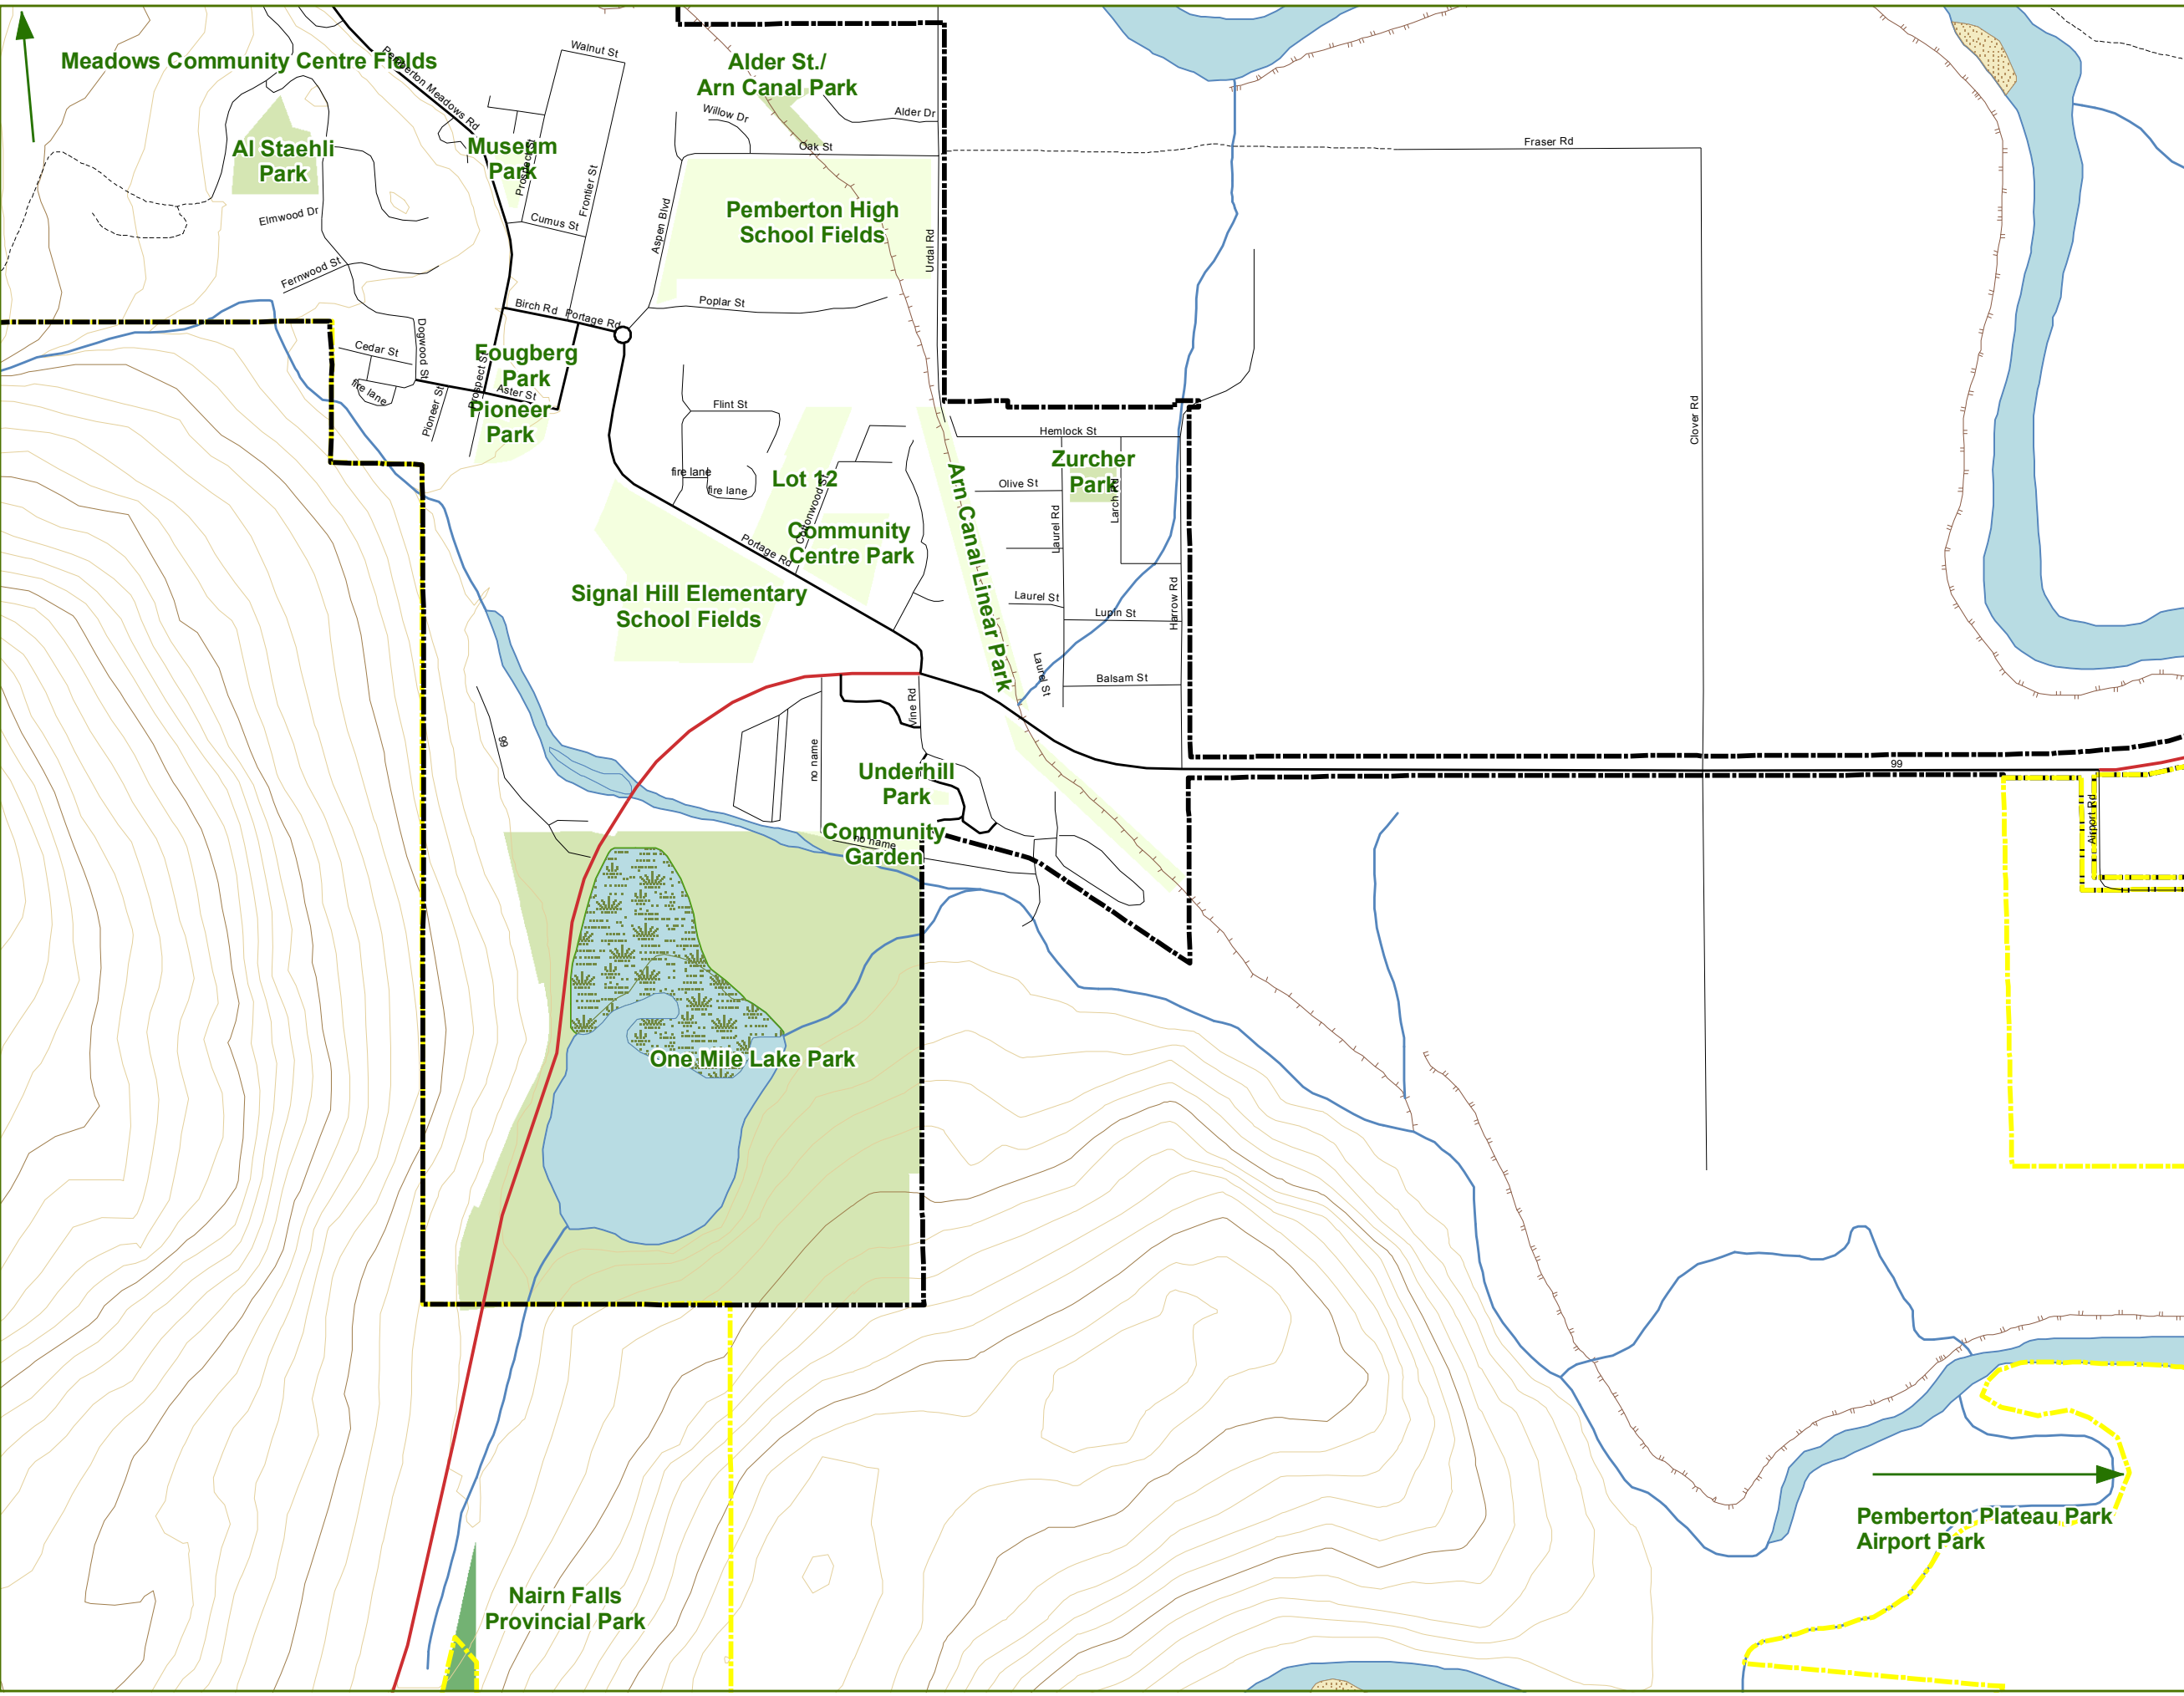 Meadows Community Centre Fields
Pemberton Meadows Rd
Walnut St
Alder St./
Arn Canal Park
Willow Dr
Alder Dr
Al Staehli
Park
Museum
Park
Prospect St
Frontier St
Oak St
Fraser Rd
Elmwood Dr
Cumus St
Aspen Blvd
Pemberton High
School Fields
Urdal Rd
Fernwood St
Birch Rd
Portage Rd
Poplar St
Dogwood St
Cedar St
fire lane
Fougberg
Park
Prospect St
Aster St
Pioneer St
Pioneer
Park
Flint St
fire lane
fire lane
Lot 12
Cottonwood St
Community
Centre Park
Portage Rd
Signal Hill Elementary
School Fields
Arn Canal Linear Park
Hemlock St
Zurcher
Park
Olive St
Laurel Rd
Larch Rd
Clover Rd
Laurel St
Lupin St
Harrow Rd
Laurel St
Balsam St
Vine Rd
no name
99
99
Airport Rd
Underhill
Park
Community
Garden
no name
One Mile Lake Park
Pemberton Plateau Park
Airport Park
Nairn Falls
Provincial Park